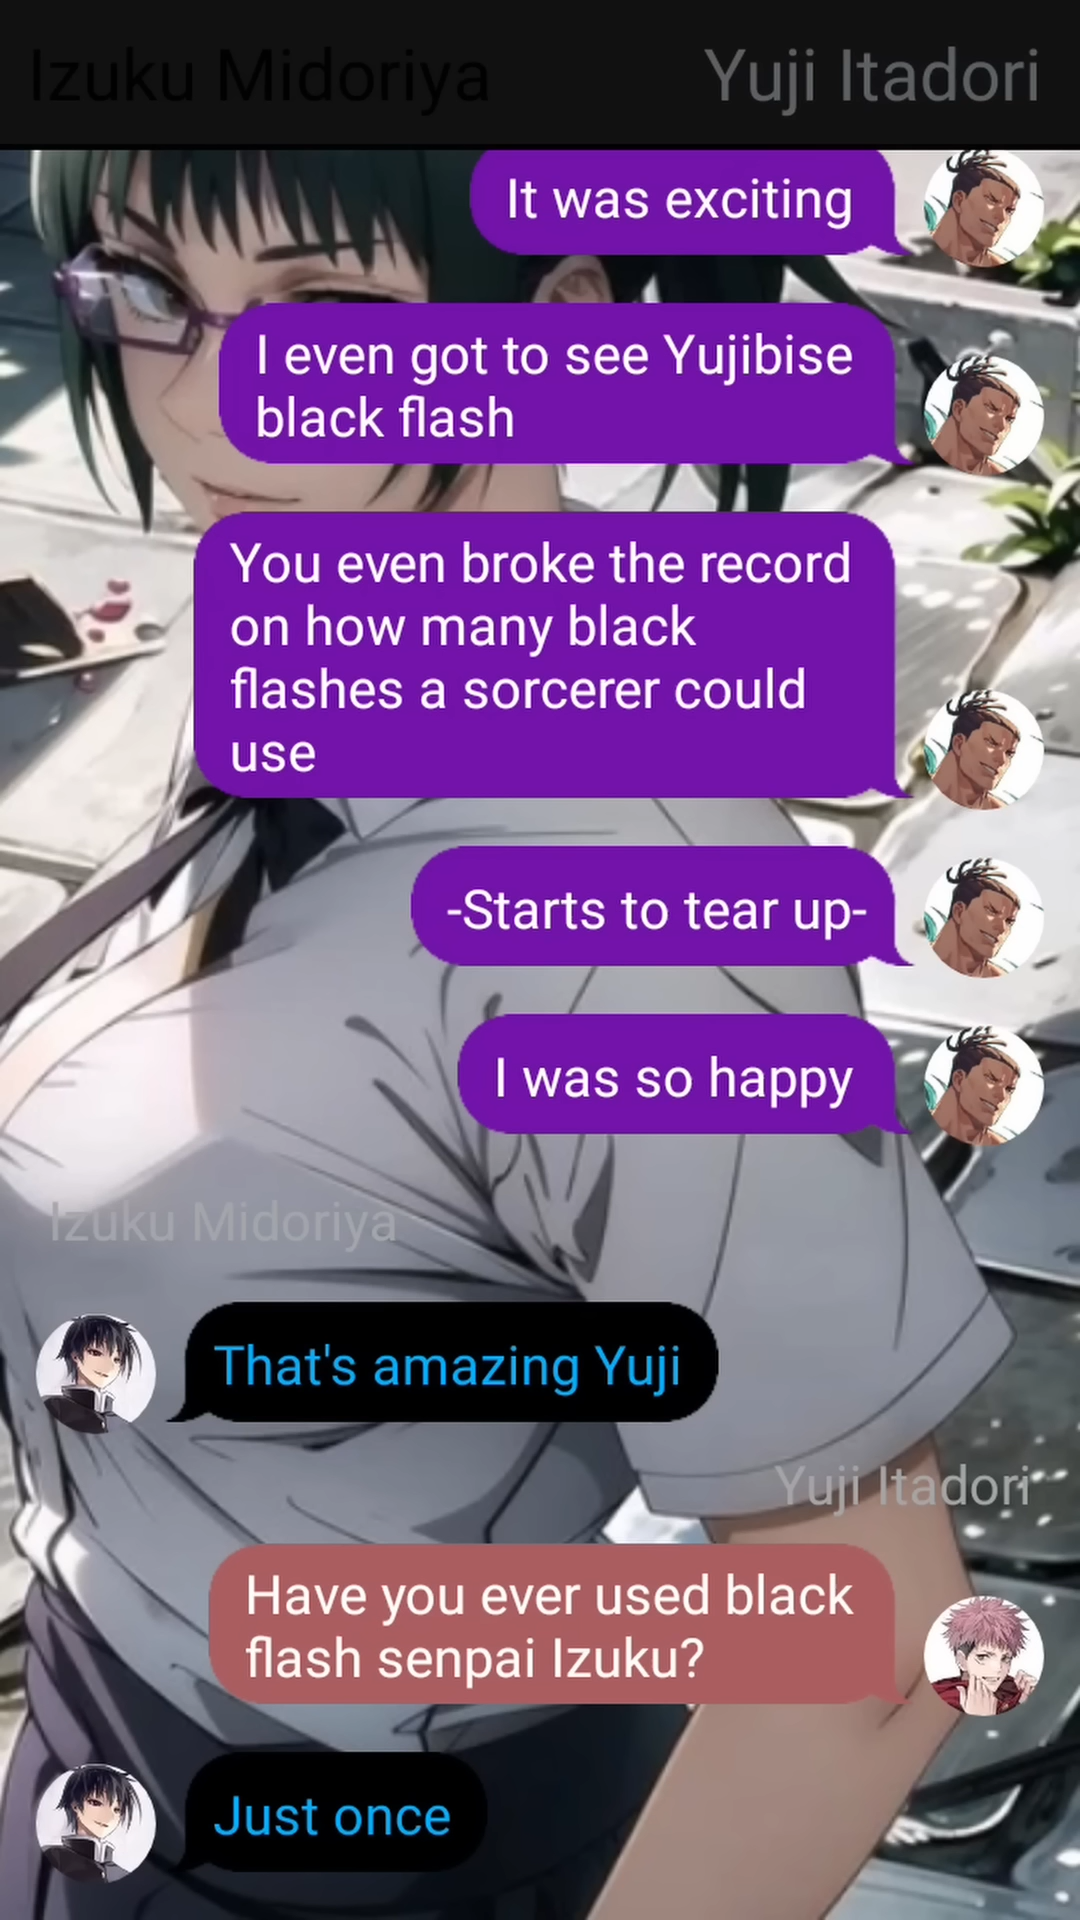 Izuku Midoriya
Yuji Itadori
It was exciting
I even got to see Yujibise
black flash
You even broke the record
on how many black
flashes a sorcerer could
use
-Starts to tear up-
I was so happy
Izuku Midoriya
That's amazing Yuji
Yuji Itadori
Have you ever used black
flash senpai Izuku?
Just once